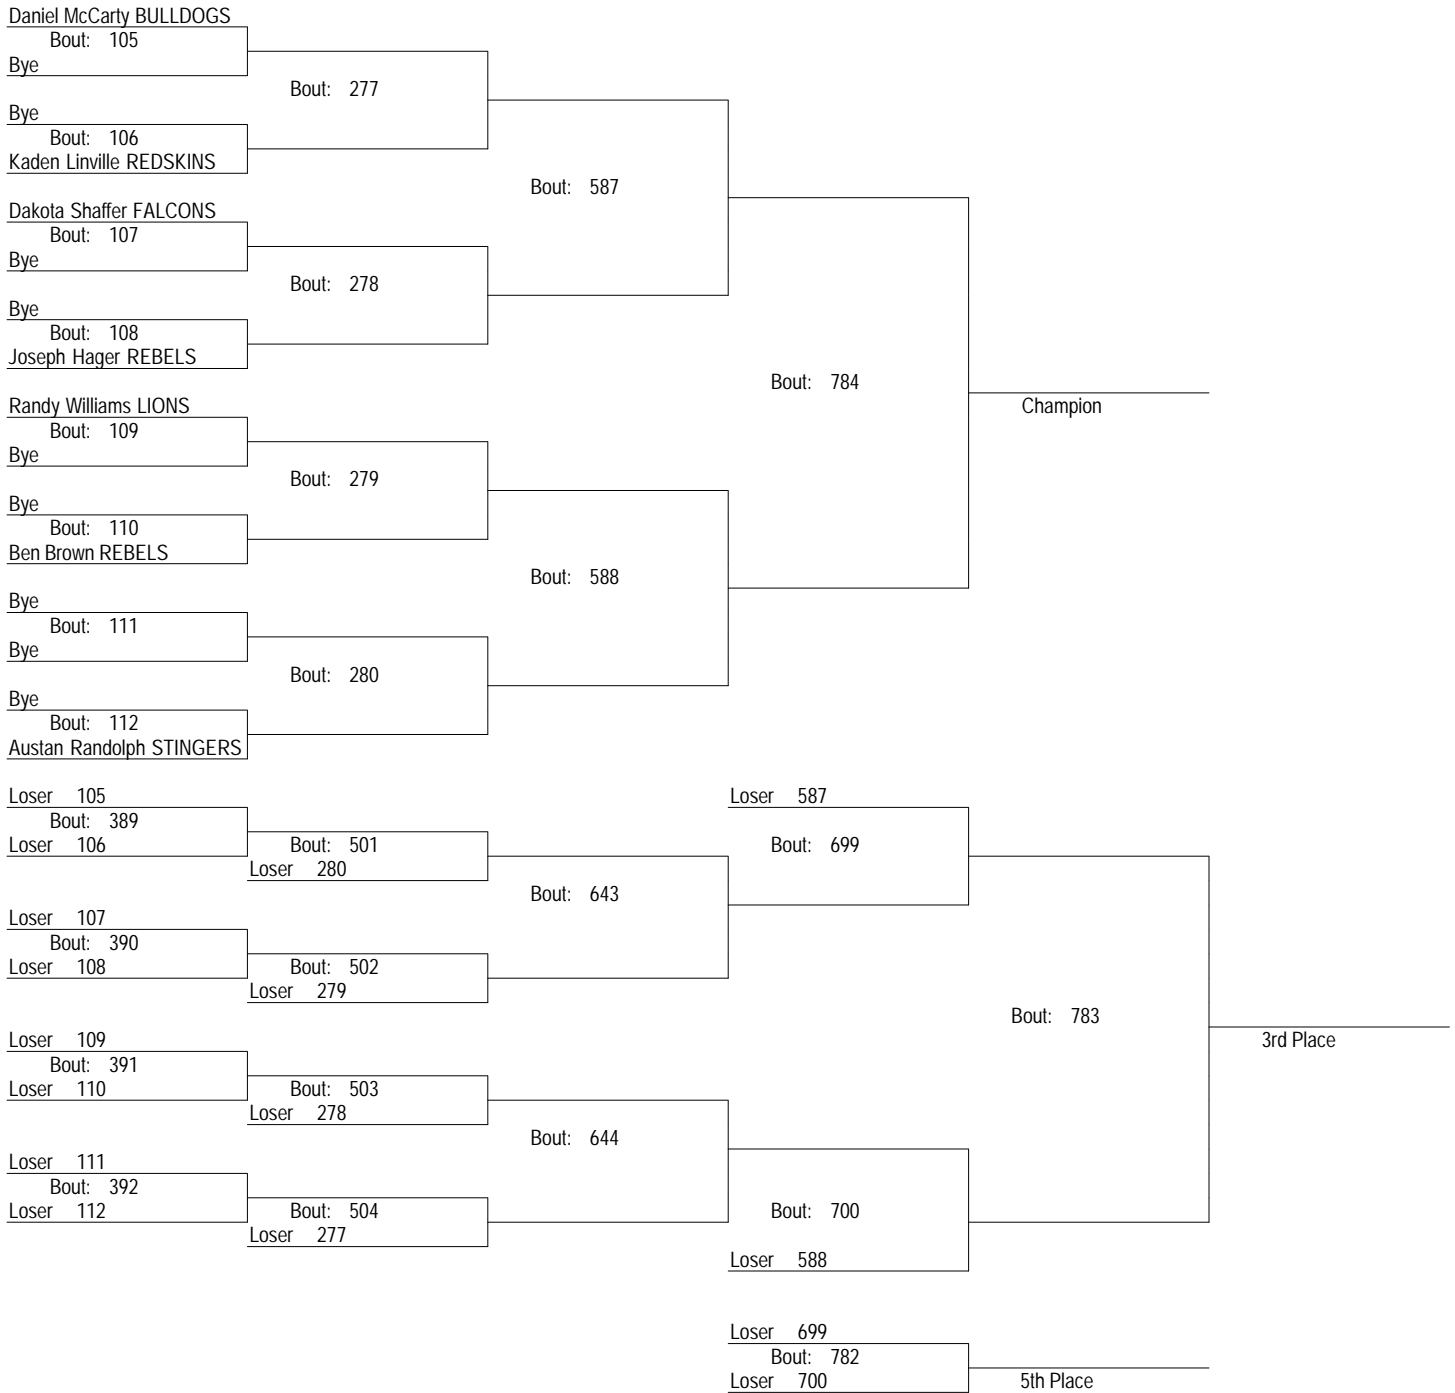 Daniel McCarty BULLDOGS
Bout: 105
Bye
Bout: 277
Bye
Bout: 106
Kaden Linville REDSKINS
Bout: 587
Dakota Shaffer FALCONS
Bout: 107
Bye
Bout: 278
Bye
Bout: 108
Joseph Hager REBELS
Bout: 784
Champion
Randy Williams LIONS
Bout: 109
Bye
Bout: 279
Bye
Bout: 110
Ben Brown REBELS
Bout: 588
Bye
Bout: 111
Bye
Bout: 280
Bye
Bout: 112
Austan Randolph STINGERS
Loser 105
Bout: 389
Loser 106
Bout: 501
Loser 280
Bout: 643
Loser 587
Bout: 699
Loser 107
Bout: 390
Loser 108
Bout: 502
Loser 279
Bout: 783
3rd Place
Loser 109
Bout: 391
Loser 110
Bout: 503
Loser 278
Bout: 644
Loser 111
Bout: 392
Loser 112
Bout: 504
Loser 277
Bout: 700
Loser 588
Loser 699
Bout: 782
Loser 700
5th Place